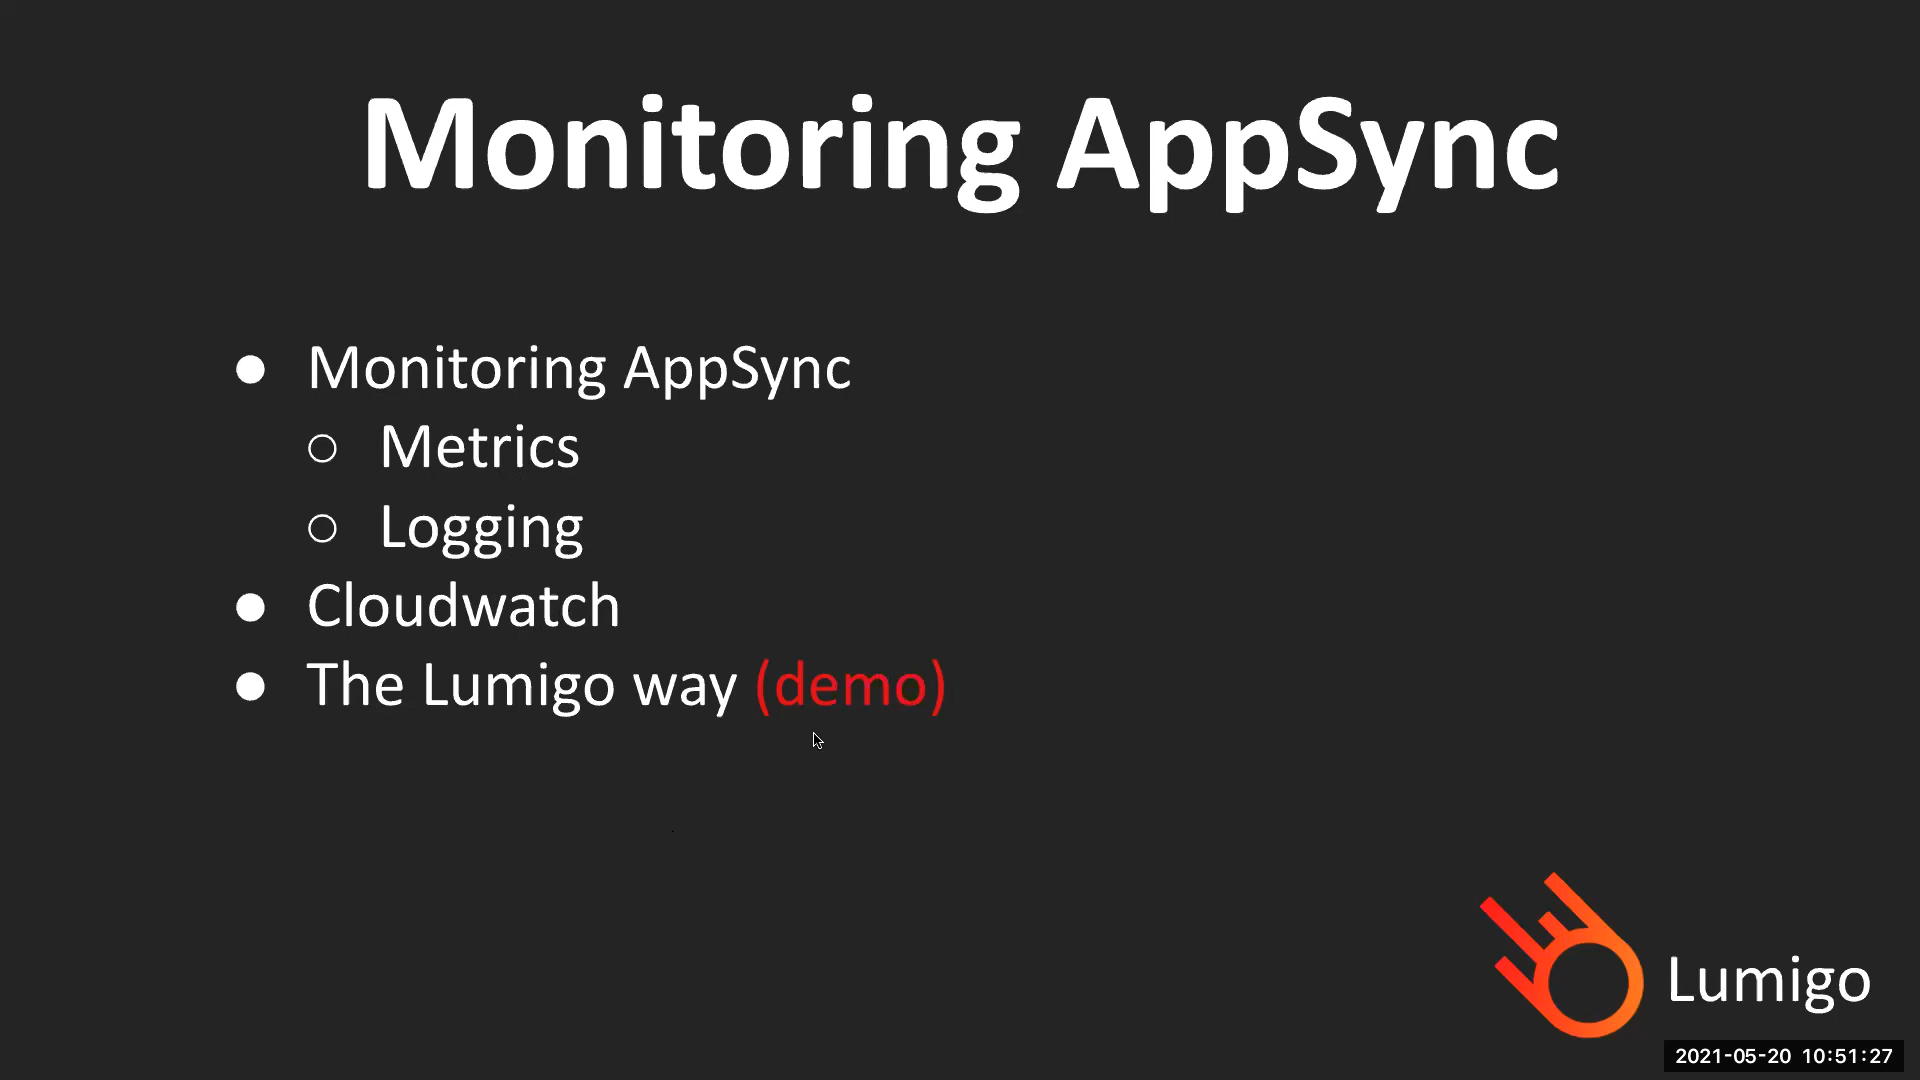 Monitoring AppSync
● Monitoring AppSync
○ Metrics
○ Logging
● Cloudwatch
● The Lumigo way (demo)
Lumigo
2021-05-20 10:51:27